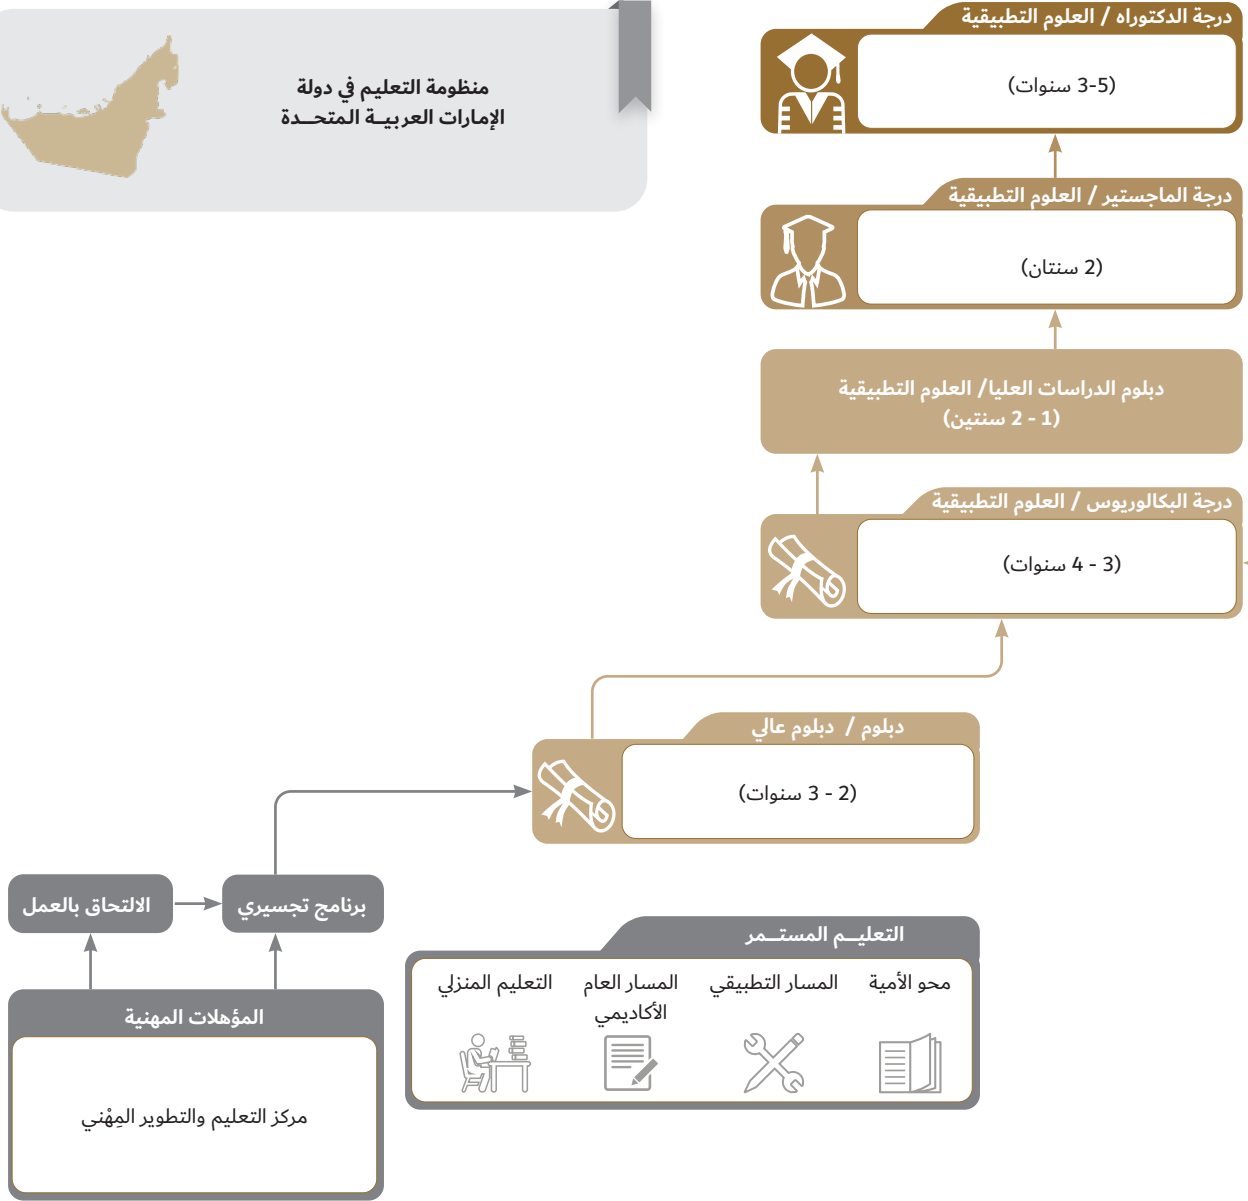 منظومة التعليم في دولة
الإمارات العربيــة المتحــدة
درجة الدكتوراه / العلوم التطبيقية
(3-5 سنوات)
درجة الماجستير / العلوم التطبيقية
(2 سنتان)
دبلوم الدراسات العليا/ العلوم التطبيقية
(1 - 2 سنتين)
درجة البكالوريوس / العلوم التطبيقية
(3 - 4 سنوات)
دبلوم / دبلوم عالي
(2 - 3 سنوات)
برنامج تجسيري
الالتحاق بالعمل
التعليــم المستــمر
محو الأمية
المسار التطبيقي
المسار العام
الأكاديمي
التعليم المنزلي
المؤهلات المهنية
مركز التعليم والتطوير المِهْني